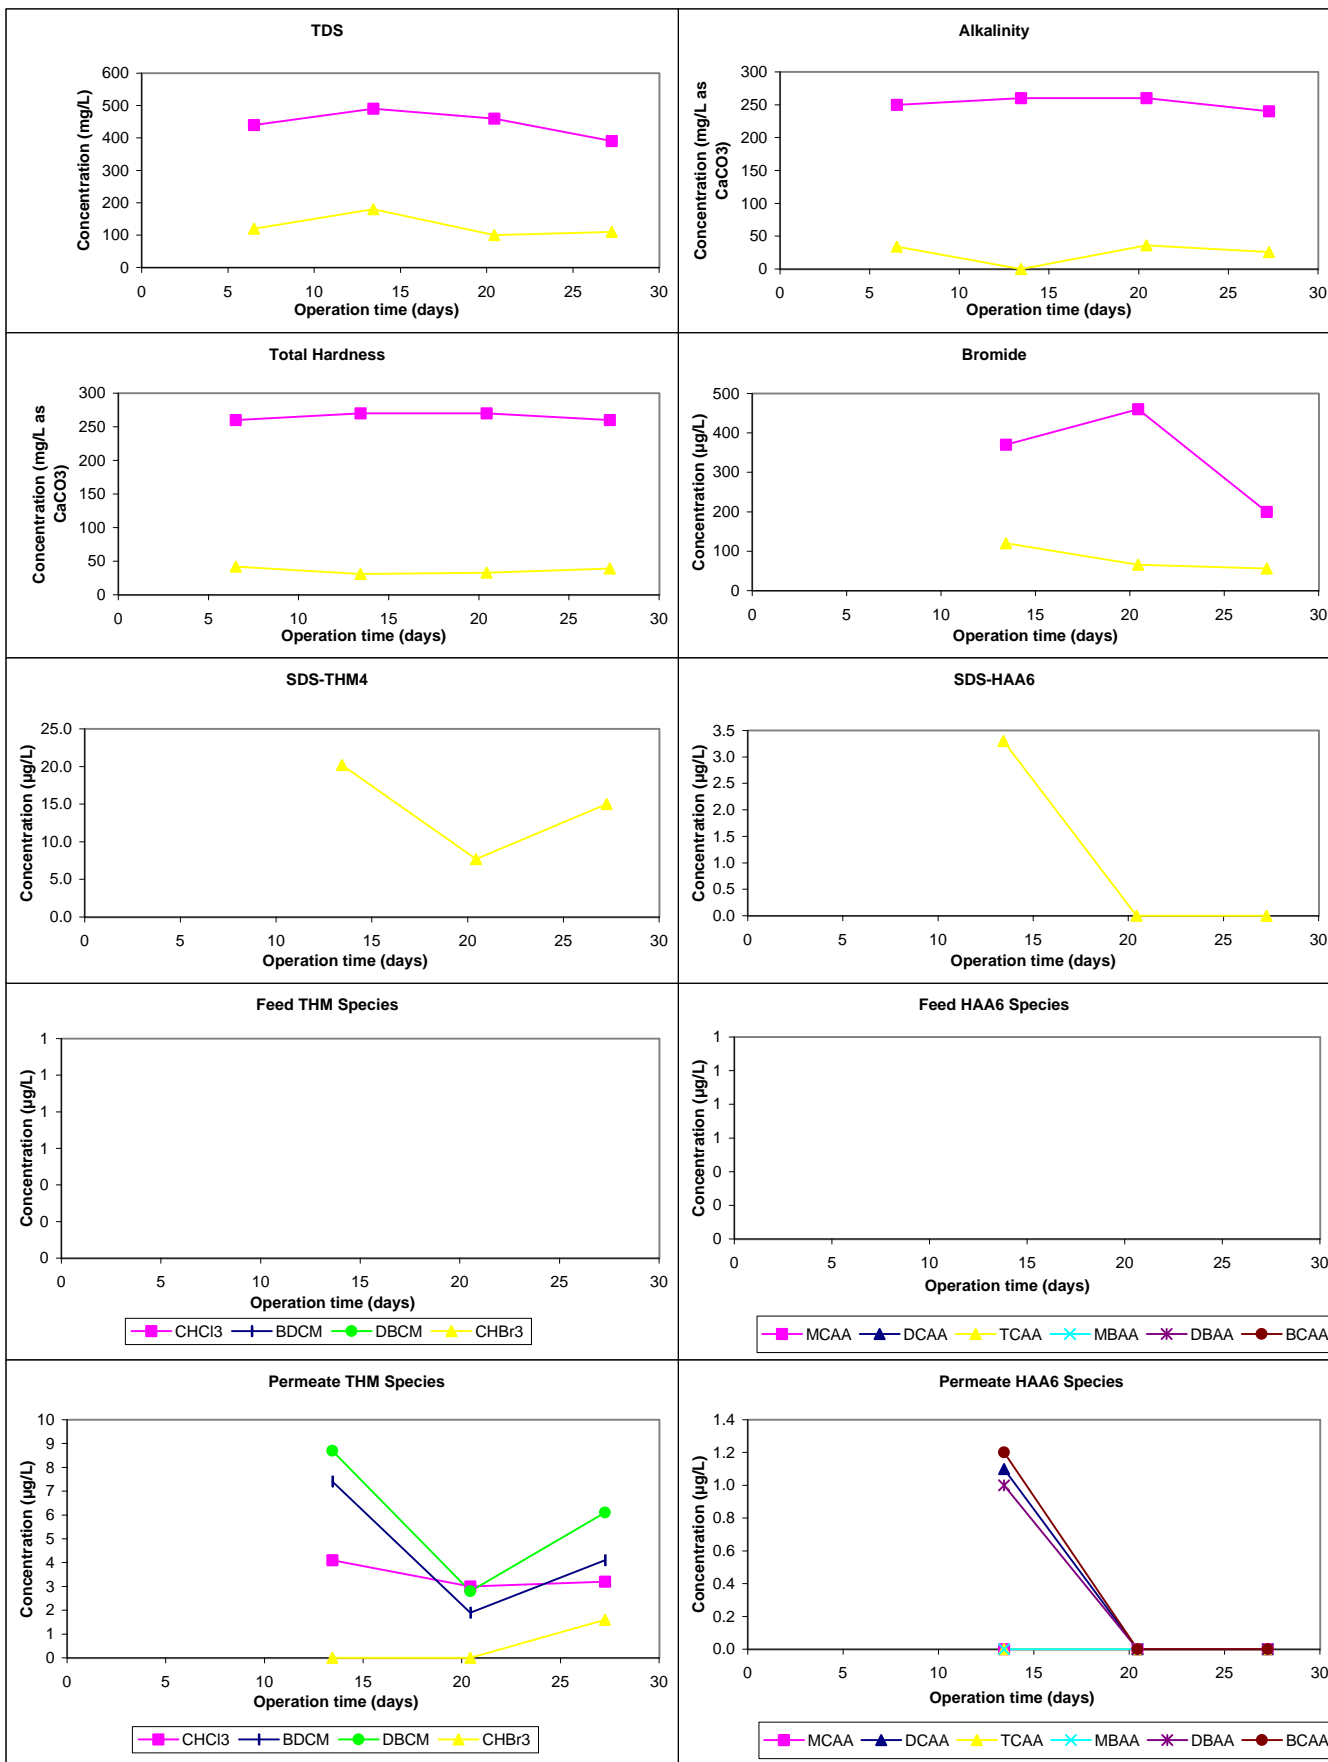 TDS
Concentration (mg/L)
600
500
400
300
200
100
0
0 5 10 15 20 25 30
Operation time (days)
Alkalinity
Concentration (mg/L as
CaCO3)
300
250
200
150
100
50
0
0 5 10 15 20 25 30
Operation time (days)
Total Hardness
Concentration (mg/L as
CaCO3)
300
250
200
150
100
50
0
0 5 10 15 20 25 30
Operation time (days)
Bromide
Concentration (µg/L)
500
400
300
200
100
0
0 5 10 15 20 25 30
Operation time (days)
SDS-THM4
Concentration (µg/L)
25.0
20.0
15.0
10.0
5.0
0.0
0 5 10 15 20 25 30
Operation time (days)
SDS-HAA6
Concentration (µg/L)
3.5
3.0
2.5
2.0
1.5
1.0
0.5
0.0
0 5 10 15 20 25 30
Operation time (days)
Feed THM Species
Concentration (µg/L)
1
1
1
1
0
0
0
0 5 10 15 20 25 30
Operation time (days)
CHCl3 BDCM DBCM CHBr3
Feed HAA6 Species
Concentration (µg/L)
1
1
1
1
0
0
0
0 5 10 15 20 25 30
Operation time (days)
MCAA DCAA TCAA MBAA DBAA BCAA
Permeate THM Species
Concentration (µg/L)
10
9
8
7
6
5
4
3
2
1
0
0 5 10 15 20 25 30
Operation time (days)
CHCl3 BDCM DBCM CHBr3
Permeate HAA6 Species
Concentration (µg/L)
1.4
1.2
1.0
0.8
0.6
0.4
0.2
0.0
0 5 10 15 20 25 30
Operation time (days)
MCAA DCAA TCAA MBAA DBAA BCAA